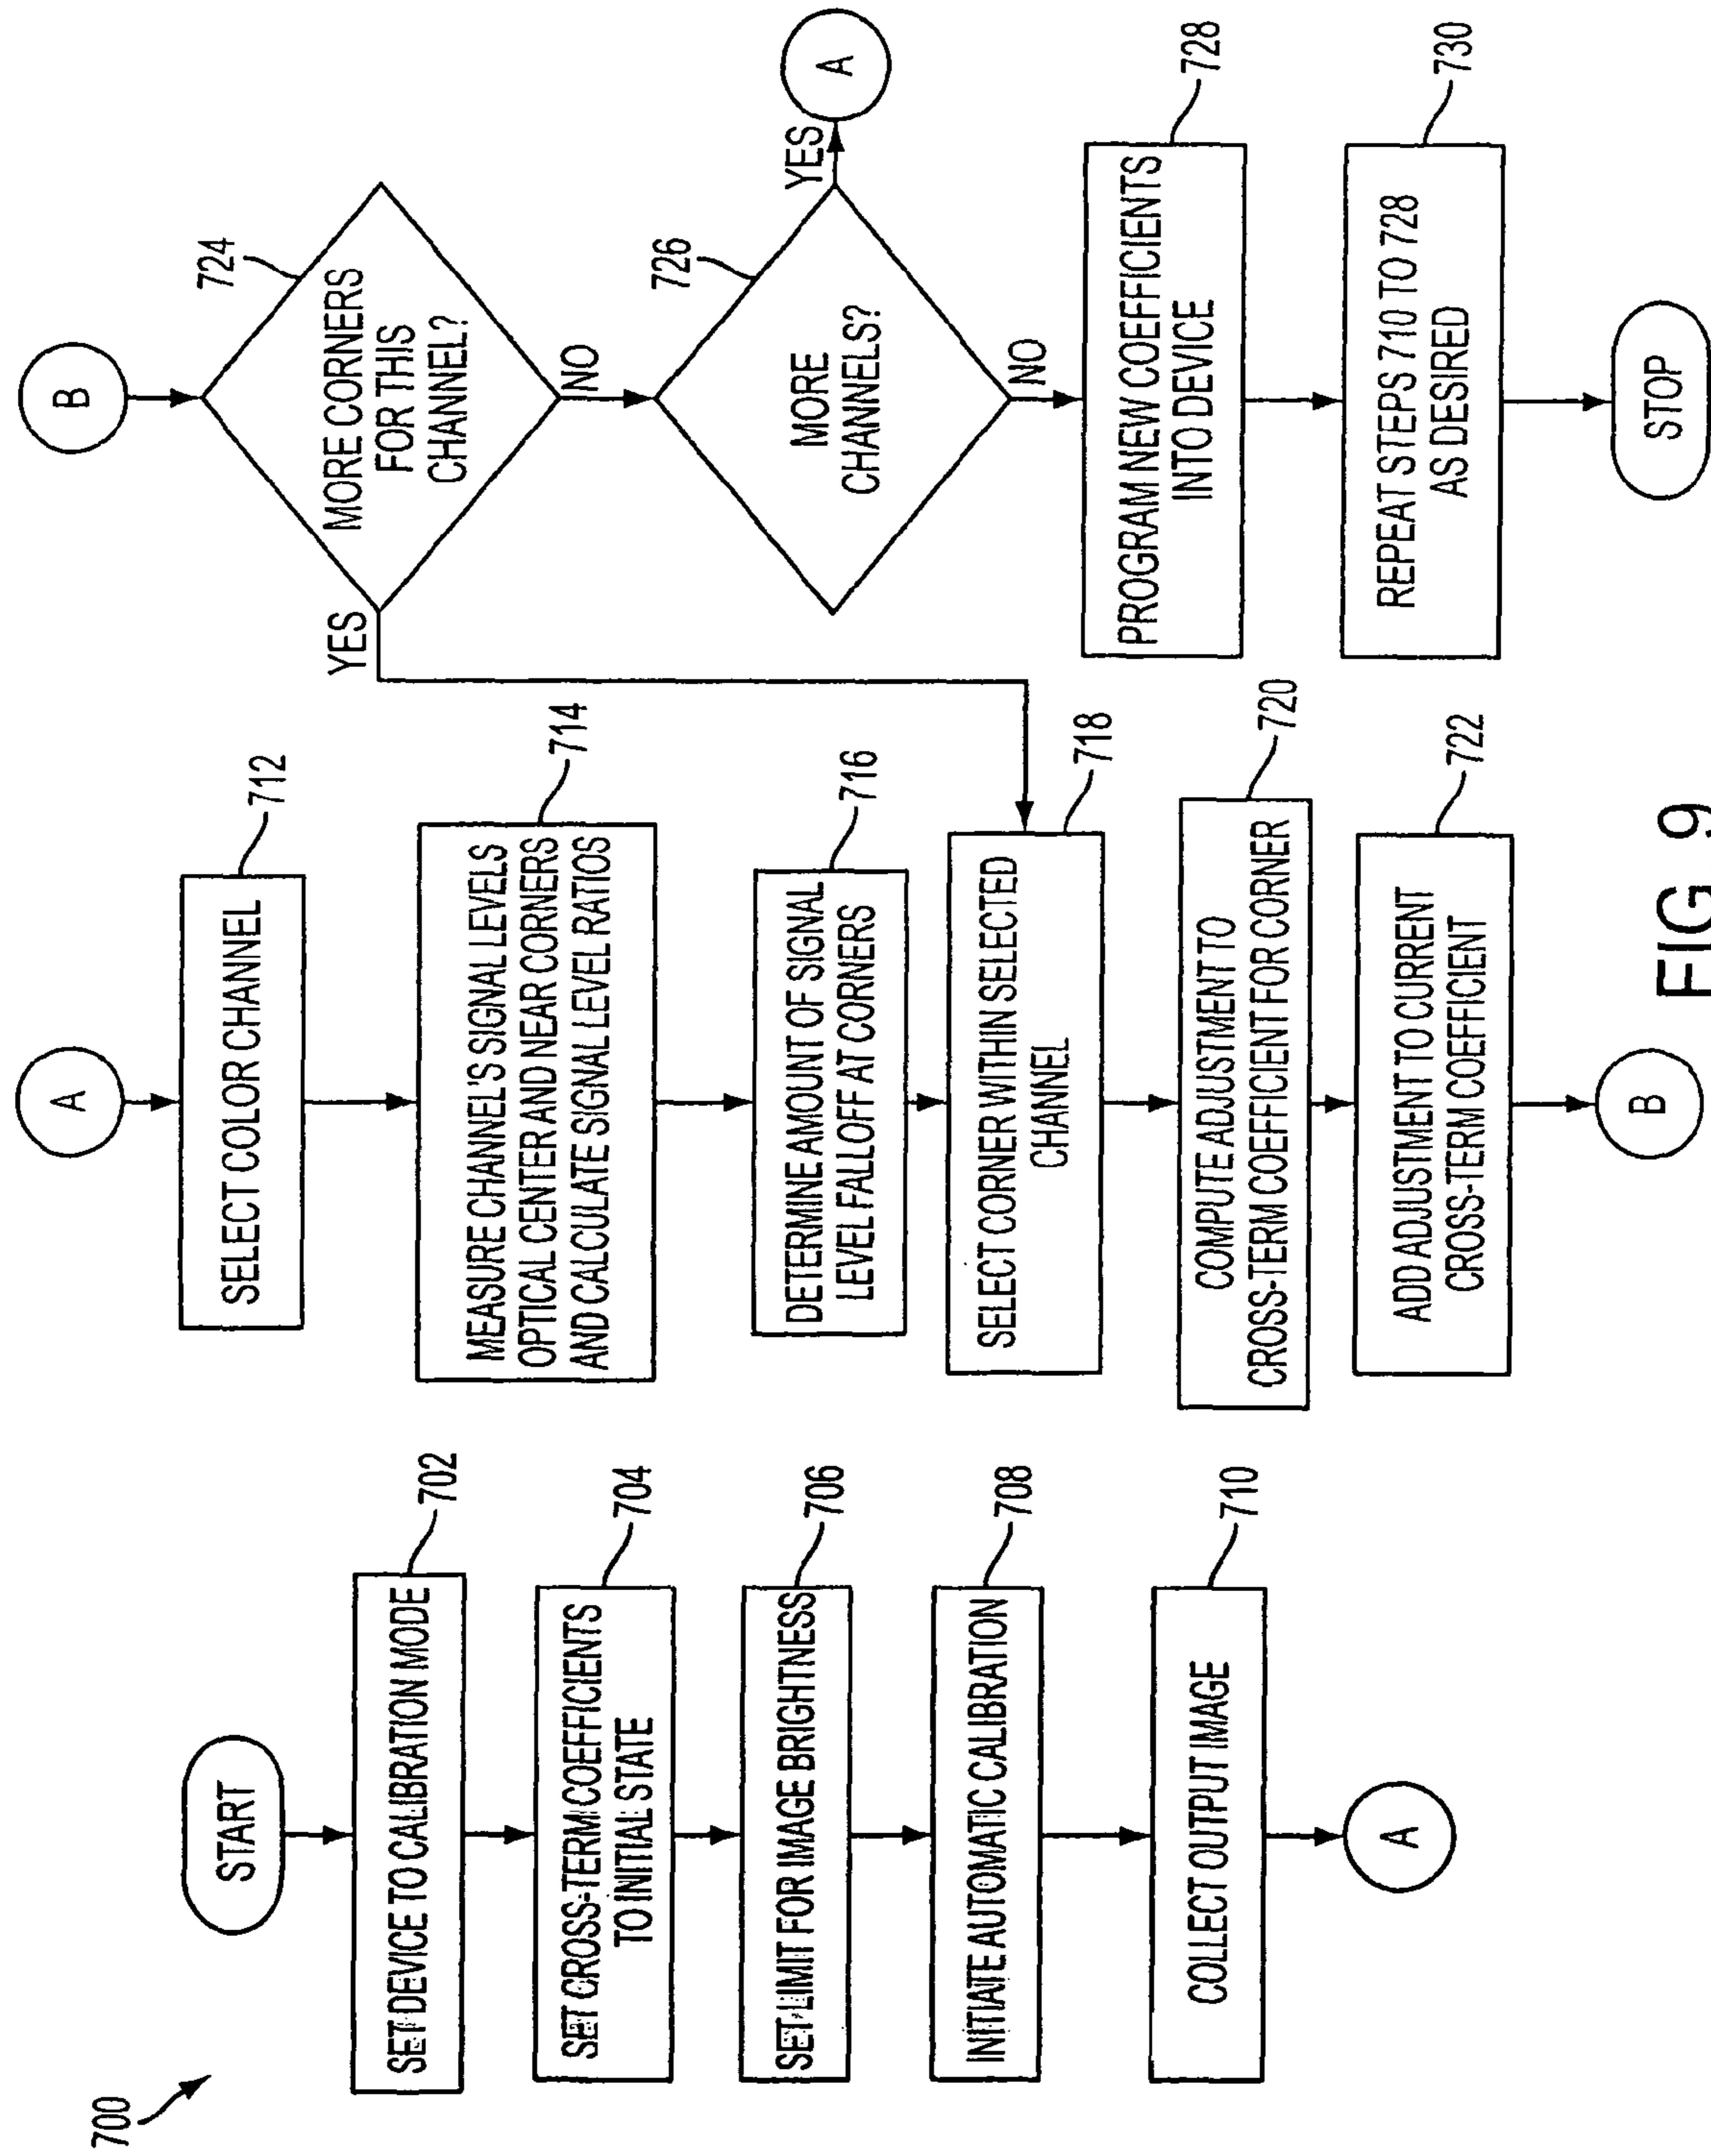 700
START
SET DEVICE TO CALIBRATION MODE
702
SET CROSS-TERM COEFFICIENTS
TO INITIAL STATE
704
SET LIMIT FOR IMAGE BRIGHTNESS
706
INITIATE AUTOMATIC CALIBRATION
708
COLLECT OUTPUT IMAGE
710
A
A
SELECT COLOR CHANNEL
712
MEASURE CHANNEL'S SIGNAL LEVELS
OPTICAL CENTER AND NEAR CORNERS
AND CALCULATE SIGNAL LEVEL RATIOS
714
DETERMINE AMOUNT OF SIGNAL
LEVEL FALLOFF AT CORNERS
716
SELECT CORNER WITHIN SELECTED
CHANNEL
718
COMPUTE ADJUSTMENT TO
CROSS-TERM COEFFICIENT FOR CORNER
720
ADD ADJUSTMENT TO CURRENT
CROSS-TERM COEFFICIENT
722
B
B
MORE CORNERS
FOR THIS
CHANNEL?
724
YES
NO
MORE
CHANNELS?
726
YES
A
NO
PROGRAM NEW COEFFICIENTS
INTO DEVICE
728
REPEAT STEPS 710 TO 728
AS DESIRED
730
STOP
FIG 9